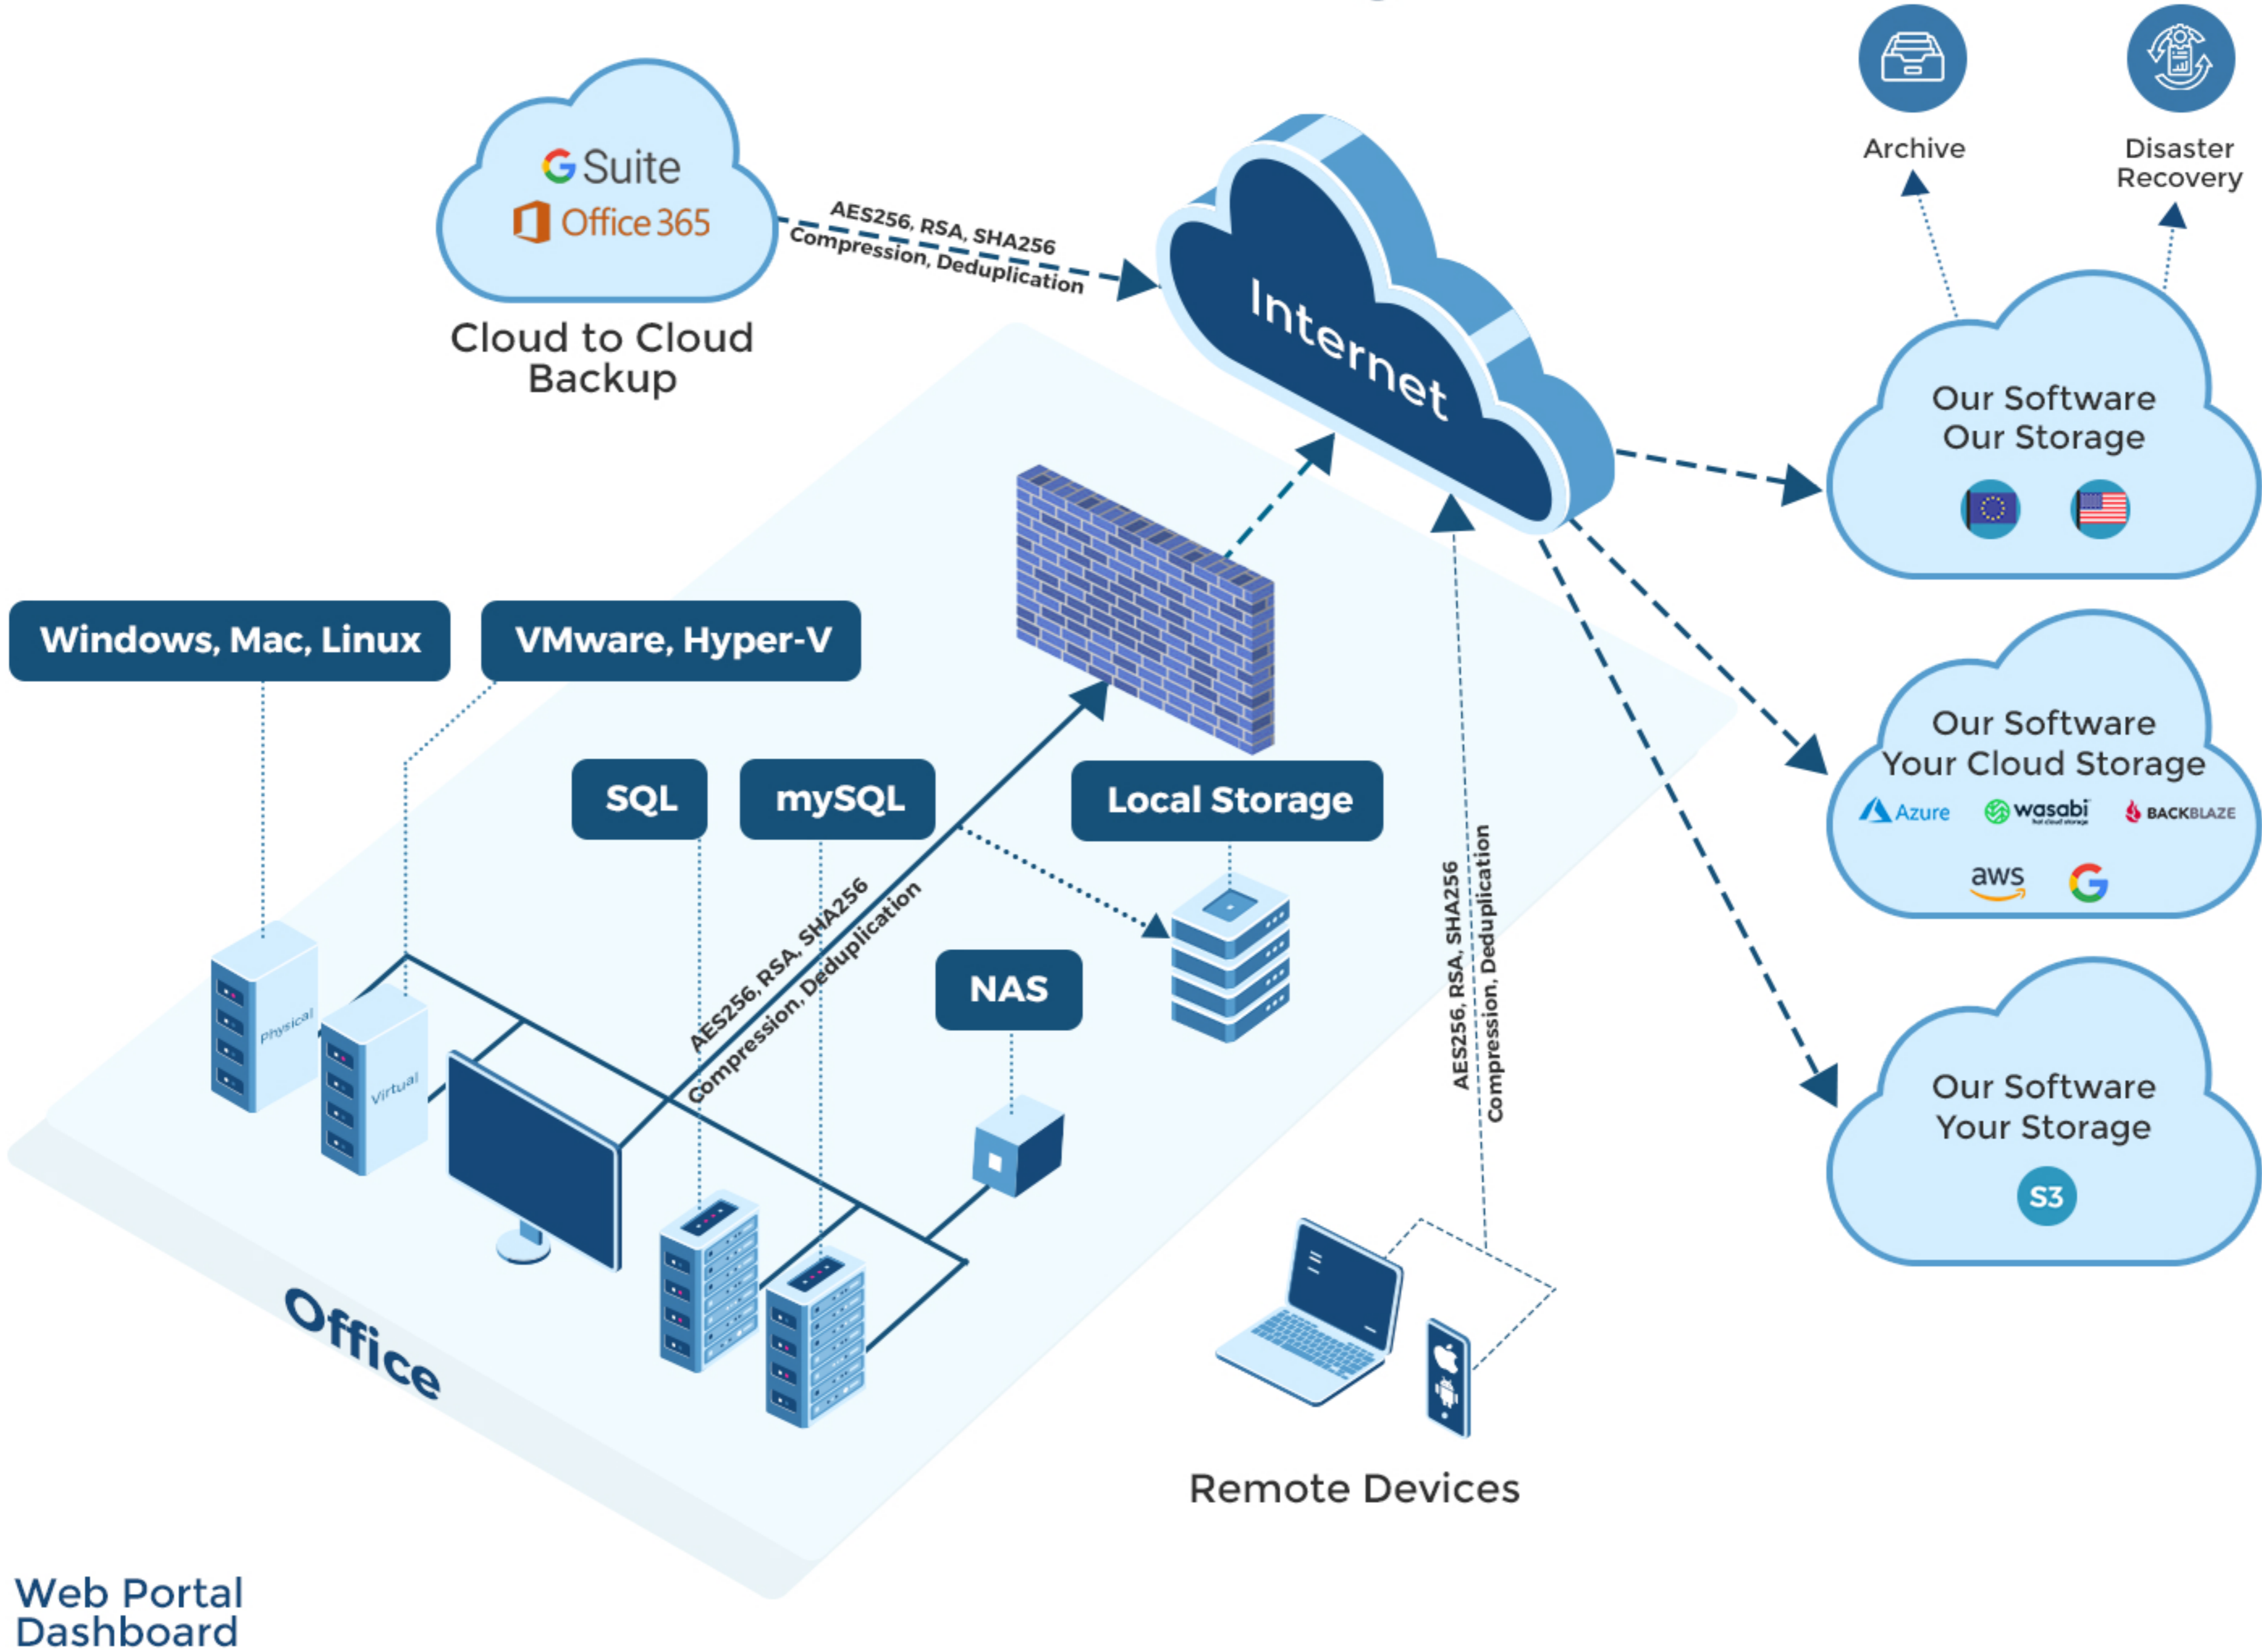 Archive
Disaster
Recovery
G Suite
Office 365
Cloud to Cloud
Backup
AES256, RSA, SHA256
Compression, Deduplication
Internet
Our Software
Our Storage
Windows, Mac, Linux
VMware, Hyper-V
SQL
mySQL
Local Storage
Our Software
Your Cloud Storage
Azure
wasabi
hot cloud storage
BACKBLAZE
aws
G
AES256, RSA, SHA256
Compression, Deduplication
NAS
AES256, RSA, SHA256
Compression, Deduplication
Physical
Virtual
Our Software
Your Storage
S3
Office
Remote Devices
Web Portal
Dashboard